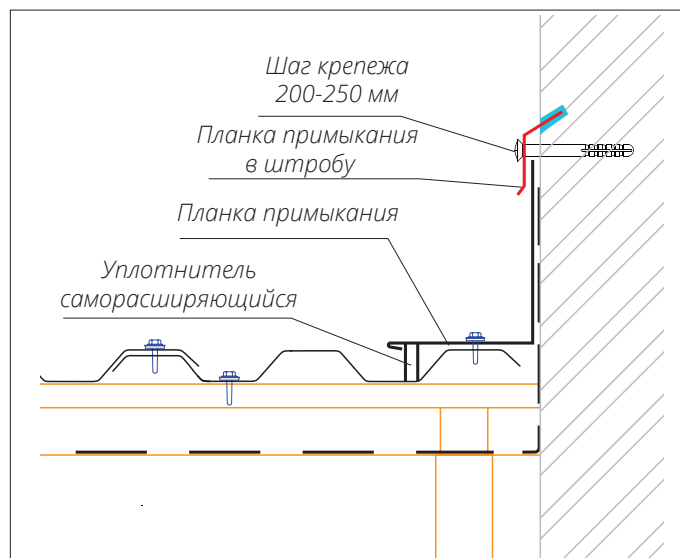 Шаг крепежа
200-250 мм
Планка примыкания
в штробу
Планка примыкания
Уплотнитель
саморасширяющийся